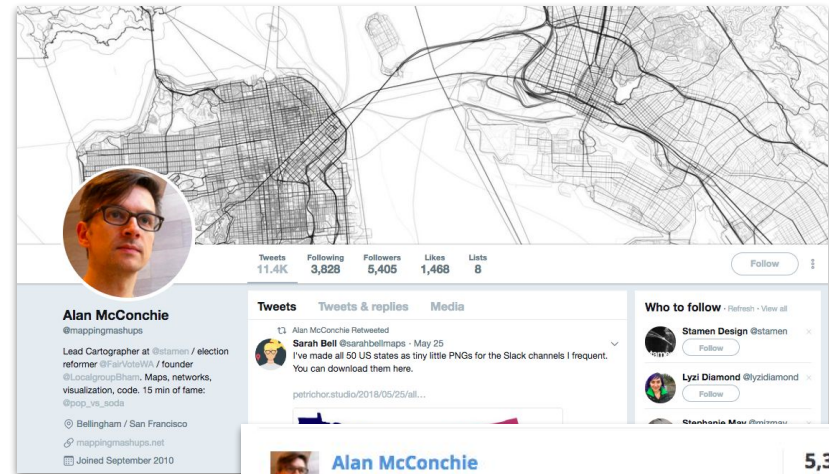 Tweets Following Followers Likes Lists
11.4K 3,828 5,405 1,468 8
Follow
Alan McConchie
@mappingmashups
Lead Cartographer at @stamen / election
reformer @FairVoteWA / founder
@LocalgroupBham. Maps, networks,
visualization, code. 15 min of fame:
@pop_vs_soda
Bellingham / San Francisco
mappingmashups.net
Joined September 2010
Tweets Tweets & replies Media
Alan McConchie Retweeted
Sarah Bell @sarahbellmaps · May 25
I've made all 50 US states as tiny little PNGs for the Slack channels I frequent.
You can download them here.
petrichor.studio/2018/05/25/all...
Who to follow · Refresh · View all
Stamen Design @stamen
Follow
Lyzi Diamond @lyzidiamond
Follow
Stephanie May @mizmay
Alan McConchie
5,3